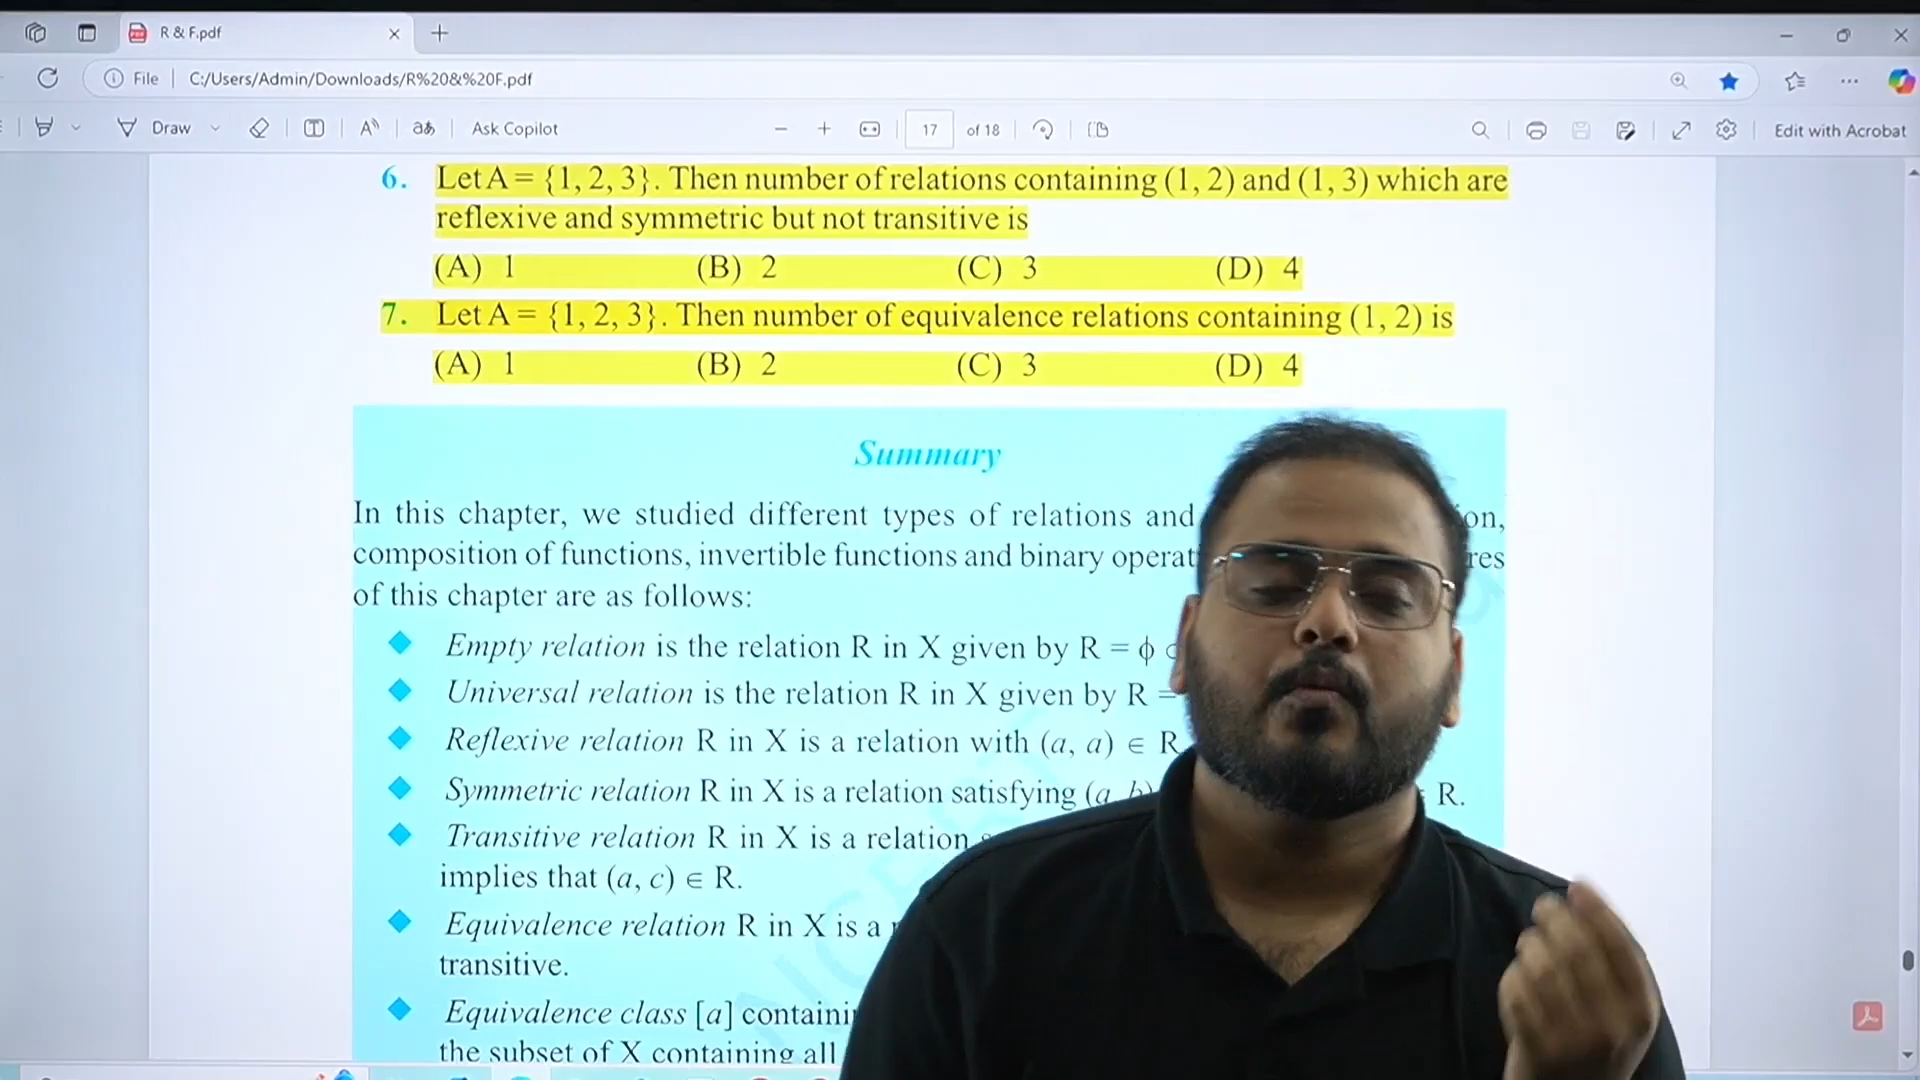 R & F.pdf
File
C:/Users/Admin/Downloads/R%20&%20F.pdf
Draw
Ask Copilot
17 of 18
Edit with Acrobat
6. Let A = {1, 2, 3}. Then number of relations containing (1, 2) and (1, 3) which are
reflexive and symmetric but not transitive is
(A) 1 (B) 2 (C) 3 (D) 4
7. Let A = {1, 2, 3}. Then number of equivalence relations containing (1, 2) is
(A) 1 (B) 2 (C) 3 (D) 4
Summary
In this chapter, we studied different types of relations and
composition of functions, invertible functions and binary
of this chapter are as follows:
Empty relation is the relation R in X given by R = ϕ
Universal relation is the relation R in X given by R =
Reflexive relation R in X is a relation with (a, a) ∈ R
Symmetric relation R in X is a relation satisfying (a, b) R.
Transitive relation R in X is a relation
implies that (a, c) ∈ R.
Equivalence relation R in X is a
transitive.
Equivalence class [a]
the subset of X containing all